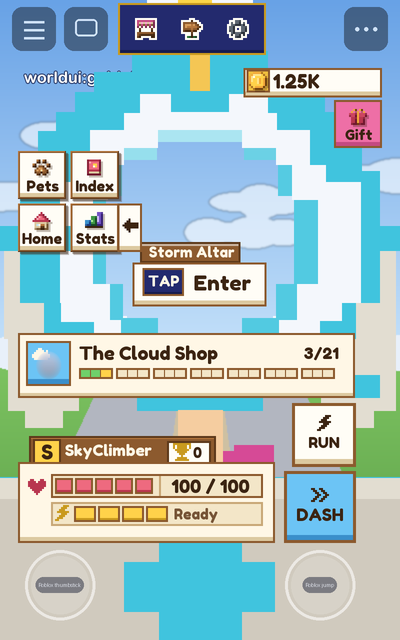 1.25K
Gift
Pets
Index
Home
Stats
Storm Altar
TAP
Enter
The Cloud Shop
3/21
RUN
S
SkyClimber
0
100 / 100
Ready
DASH
Roblox thumbstick
Roblox jump